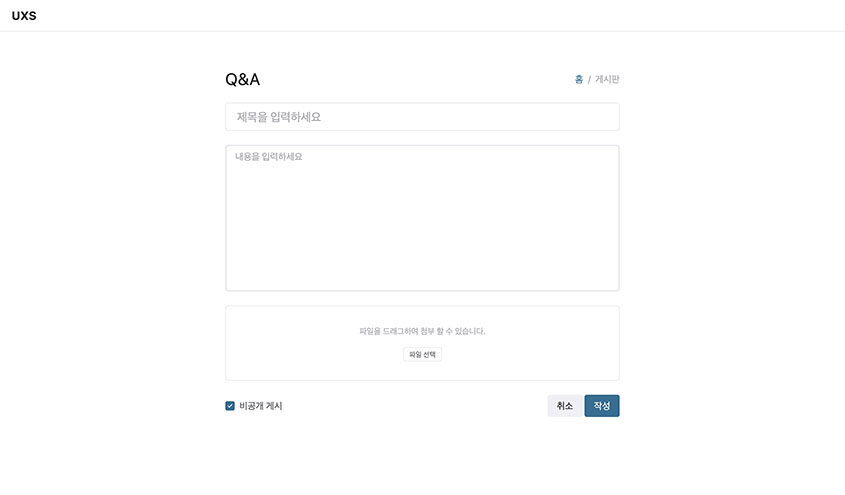 UXS
Q&A
홈 / 게시판
제목을 입력하세요
내용을 입력하세요
파일을 드래그하여 첨부 할 수 있습니다.
파일 선택
비공개 게시
취소 작성